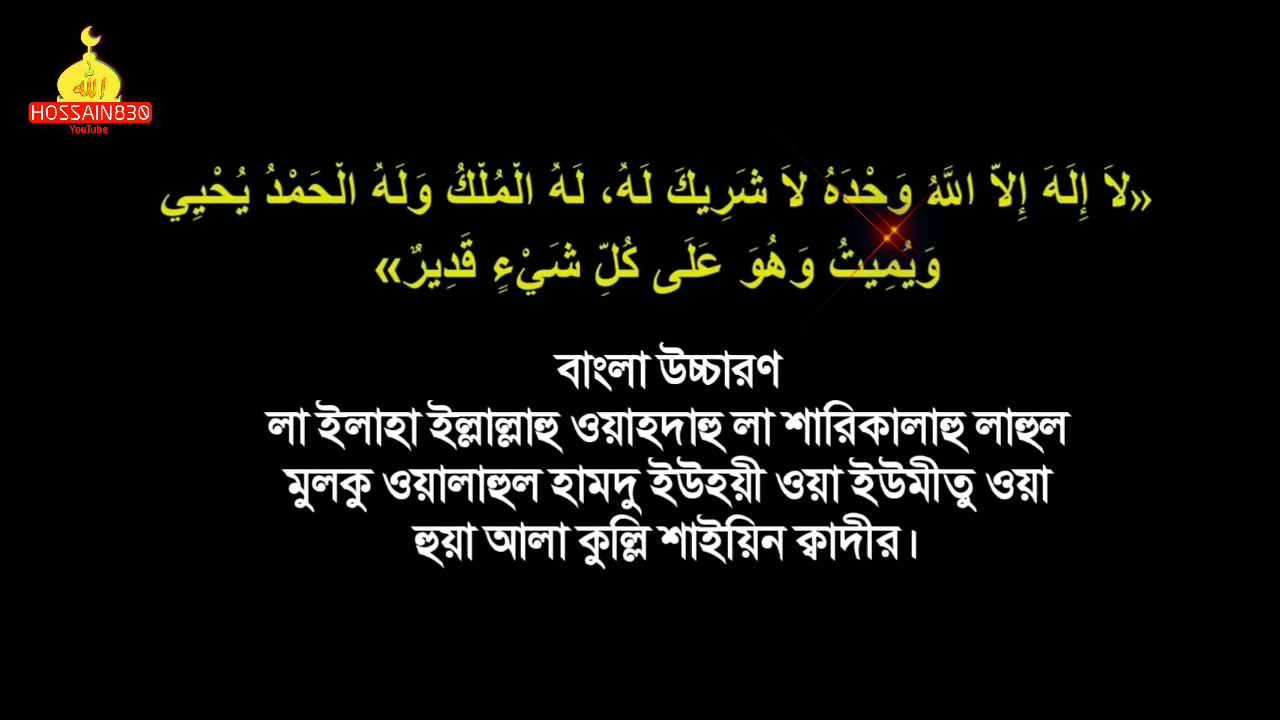 الله
HOSSAIN830
YouTube
«لاَ إِلَهَ إِلاَّ اللَّهُ وَحْدَهُ لاَ شَرِيكَ لَهُ، لَهُ الْمُلْكُ وَلَهُ الْحَمْدُ يُحْيِي
وَيُمِيتُ وَهُوَ عَلَى كُلِّ شَيْءٍ قَدِيرٌ»
বাংলা উচ্চারণ
লা ইলাহা ইল্লাল্লাহু ওয়াহদাহু লা শারিকালাহু লাহুল
মুলকু ওয়ালাহুল হামদু ইউহয়ী ওয়া ইউমীতু ওয়া
হুয়া আলা কুল্লি শাইয়িন ক্বাদীর।